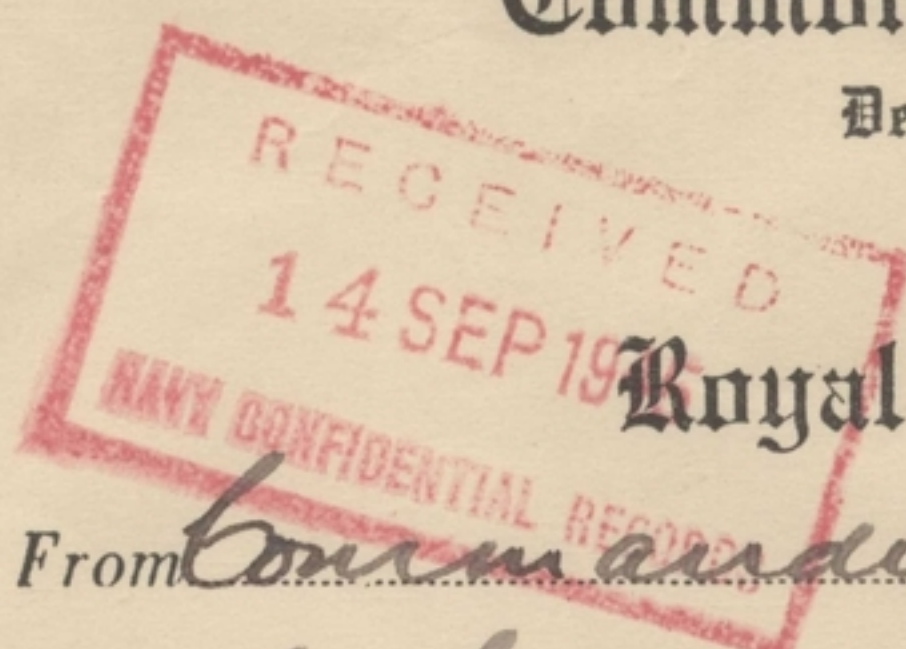 RECEIVED
14 SEP 19
NAVY CONFIDENTIAL RECORDS
Royal
From